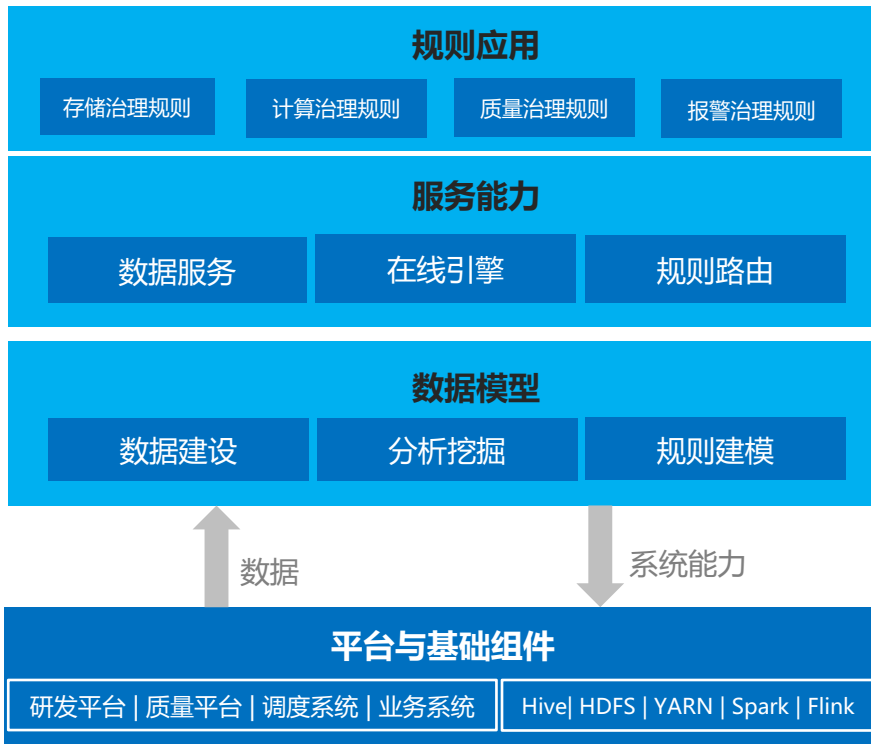 规则应用
存储治理规则 计算治理规则 质量治理规则 报警治理规则
服务能力
数据服务 在线引擎 规则路由
数据模型
数据建设 分析挖掘 规则建模
数据 系统能力
平台与基础组件
研发平台 | 质量平台 | 调度系统 | 业务系统 Hive| HDFS | YARN | Spark | Flink